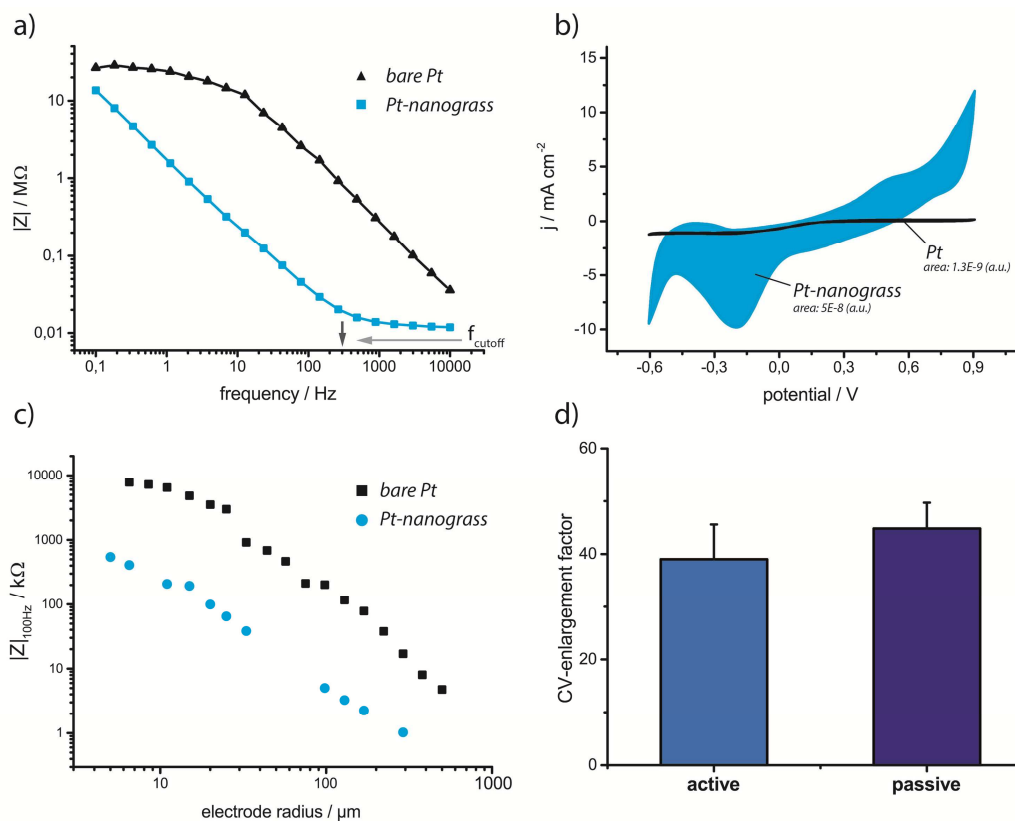 a)
|Z| / MΩ
10
1
0,1
0,01
bare Pt
Pt-nanograss
f cutoff
0,1 1 10 100 1000 10000
frequency / Hz
b)
j / mA cm-2
15
10
5
0
-5
-10
Pt
area: 1.3E-9 (a.u.)
Pt-nanograss
area: 5E-8 (a.u.)
-0,6 -0,3 0,0 0,3 0,6 0,9
potential / V
c)
|Z|100Hz / kΩ
10000
1000
100
10
1
bare Pt
Pt-nanograss
10 100 1000
electrode radius / µm
d)
CV-enlargement factor
60
40
20
0
active passive